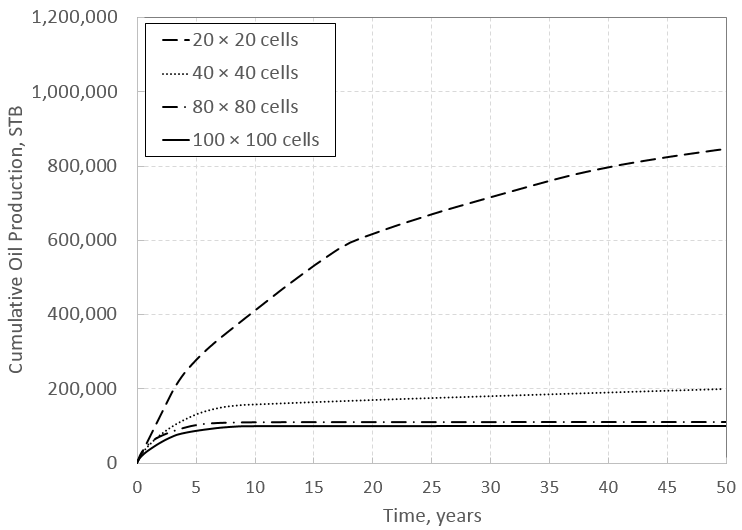 1,200,000
1,000,000
800,000
600,000
400,000
200,000
0
Cumulative Oil Production, STB
20 × 20 cells
40 × 40 cells
80 × 80 cells
100 × 100 cells
0 5 10 15 20 25 30 35 40 45 50
Time, years